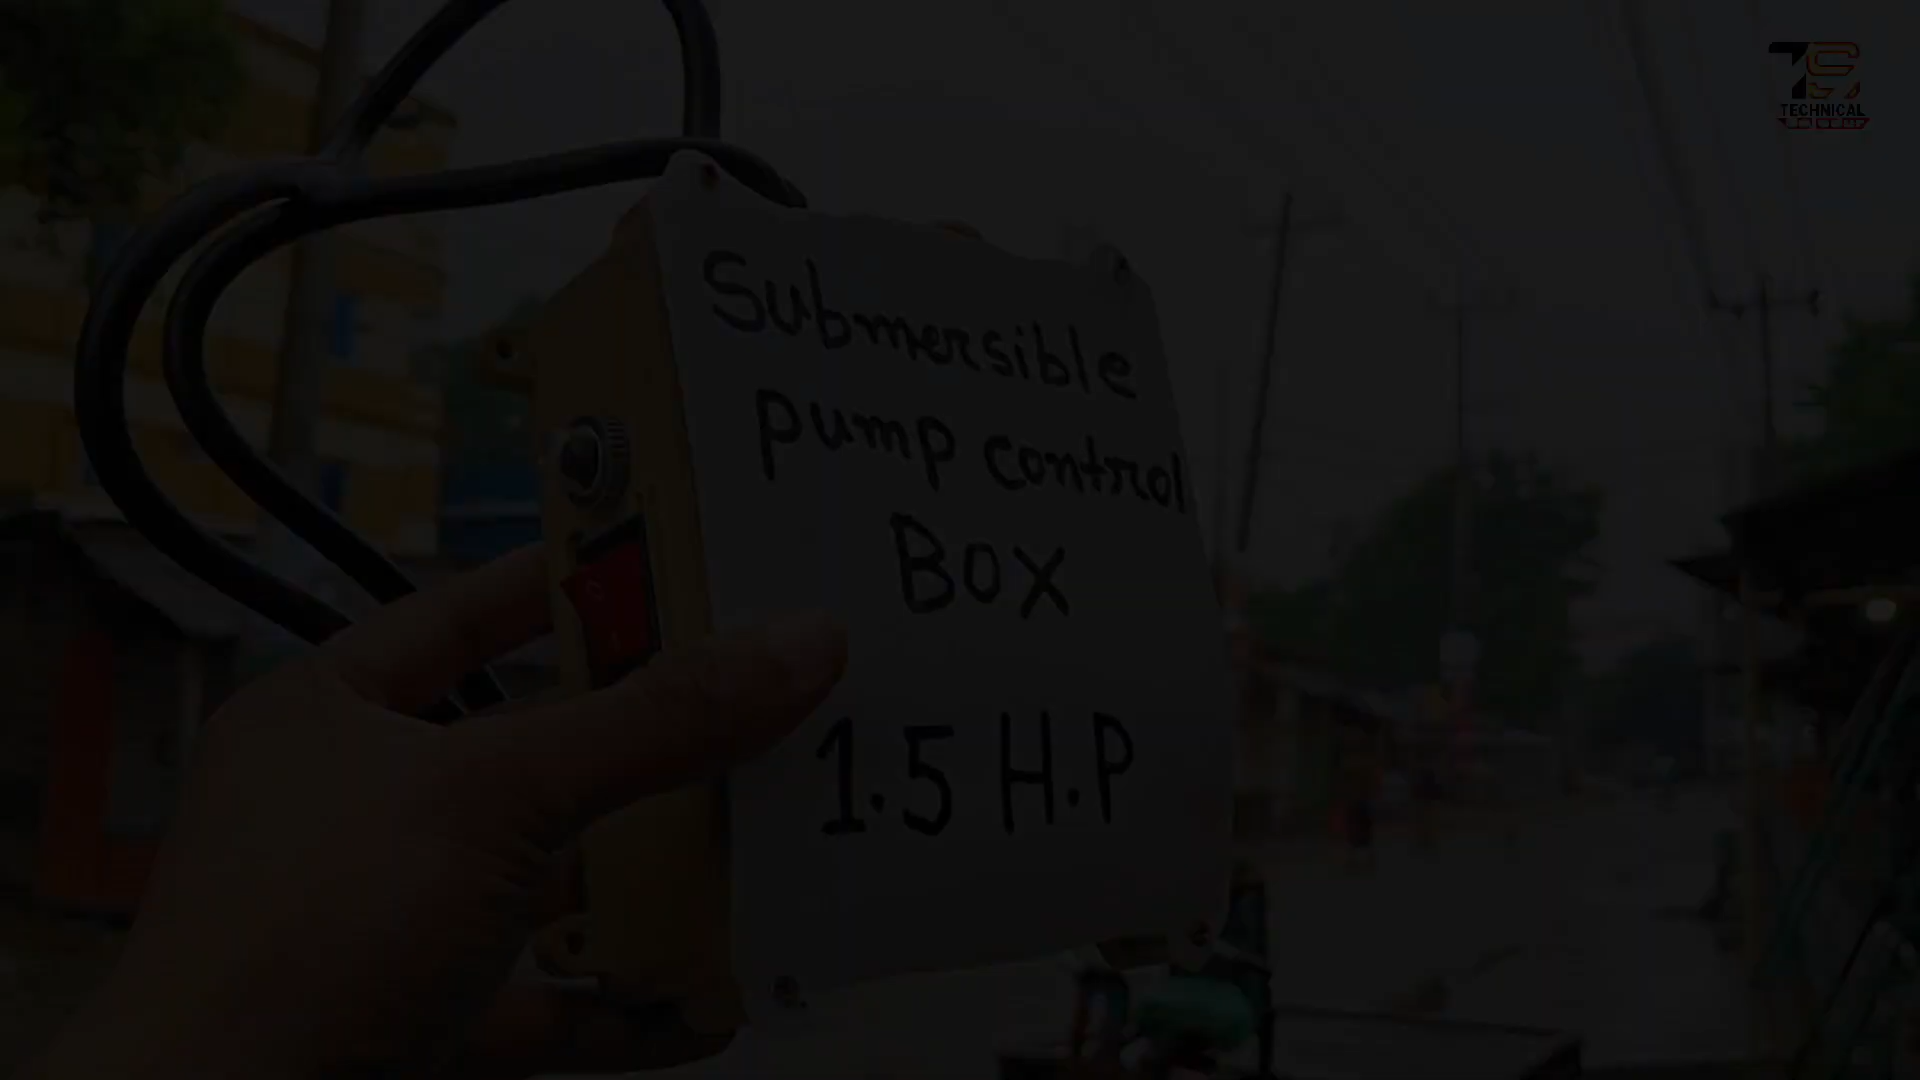 TECHNICAL
Submersible
pump control
Box
1.5 H.P